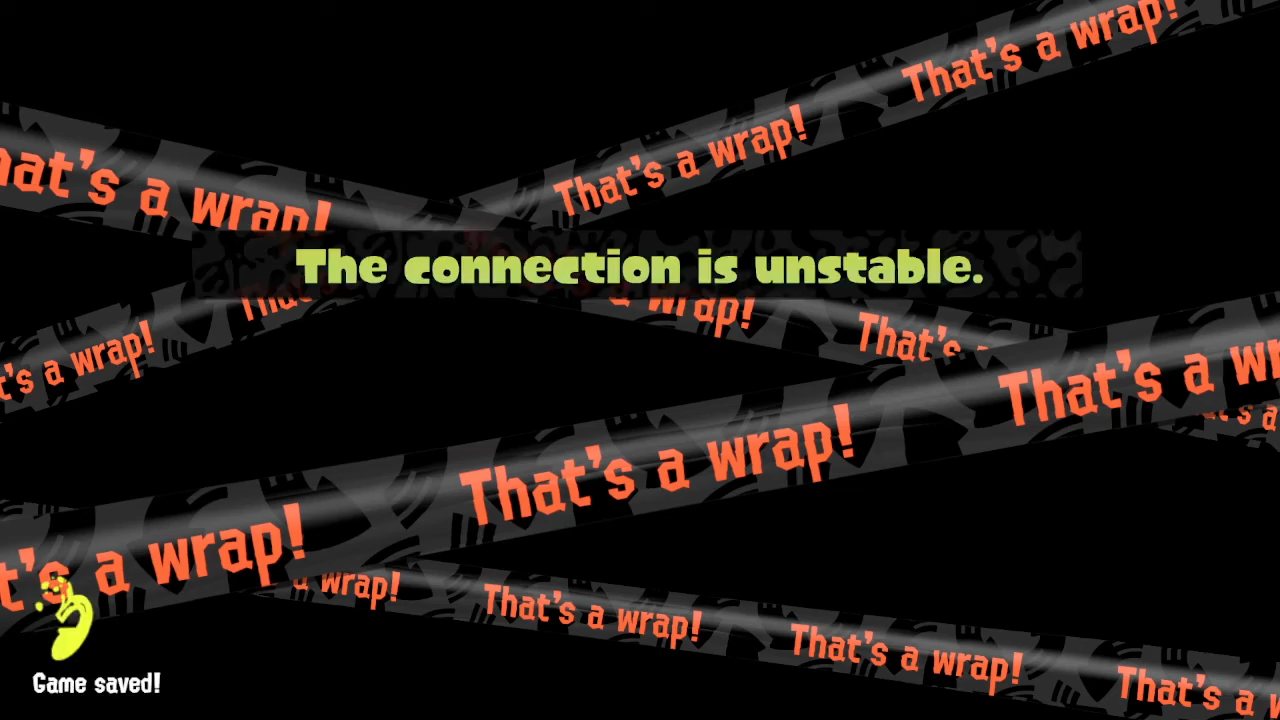 That's a wrap!
That's a wrap!
hat's a wrap!
The connection is unstable.
That's
a wrap!
That's a
t's a wrap!
That's a wr
That's a wrap!
t's a
t's a wrap!
a wrap!
That's a wrap!
That's a wrap!
That's a w
Game saved!